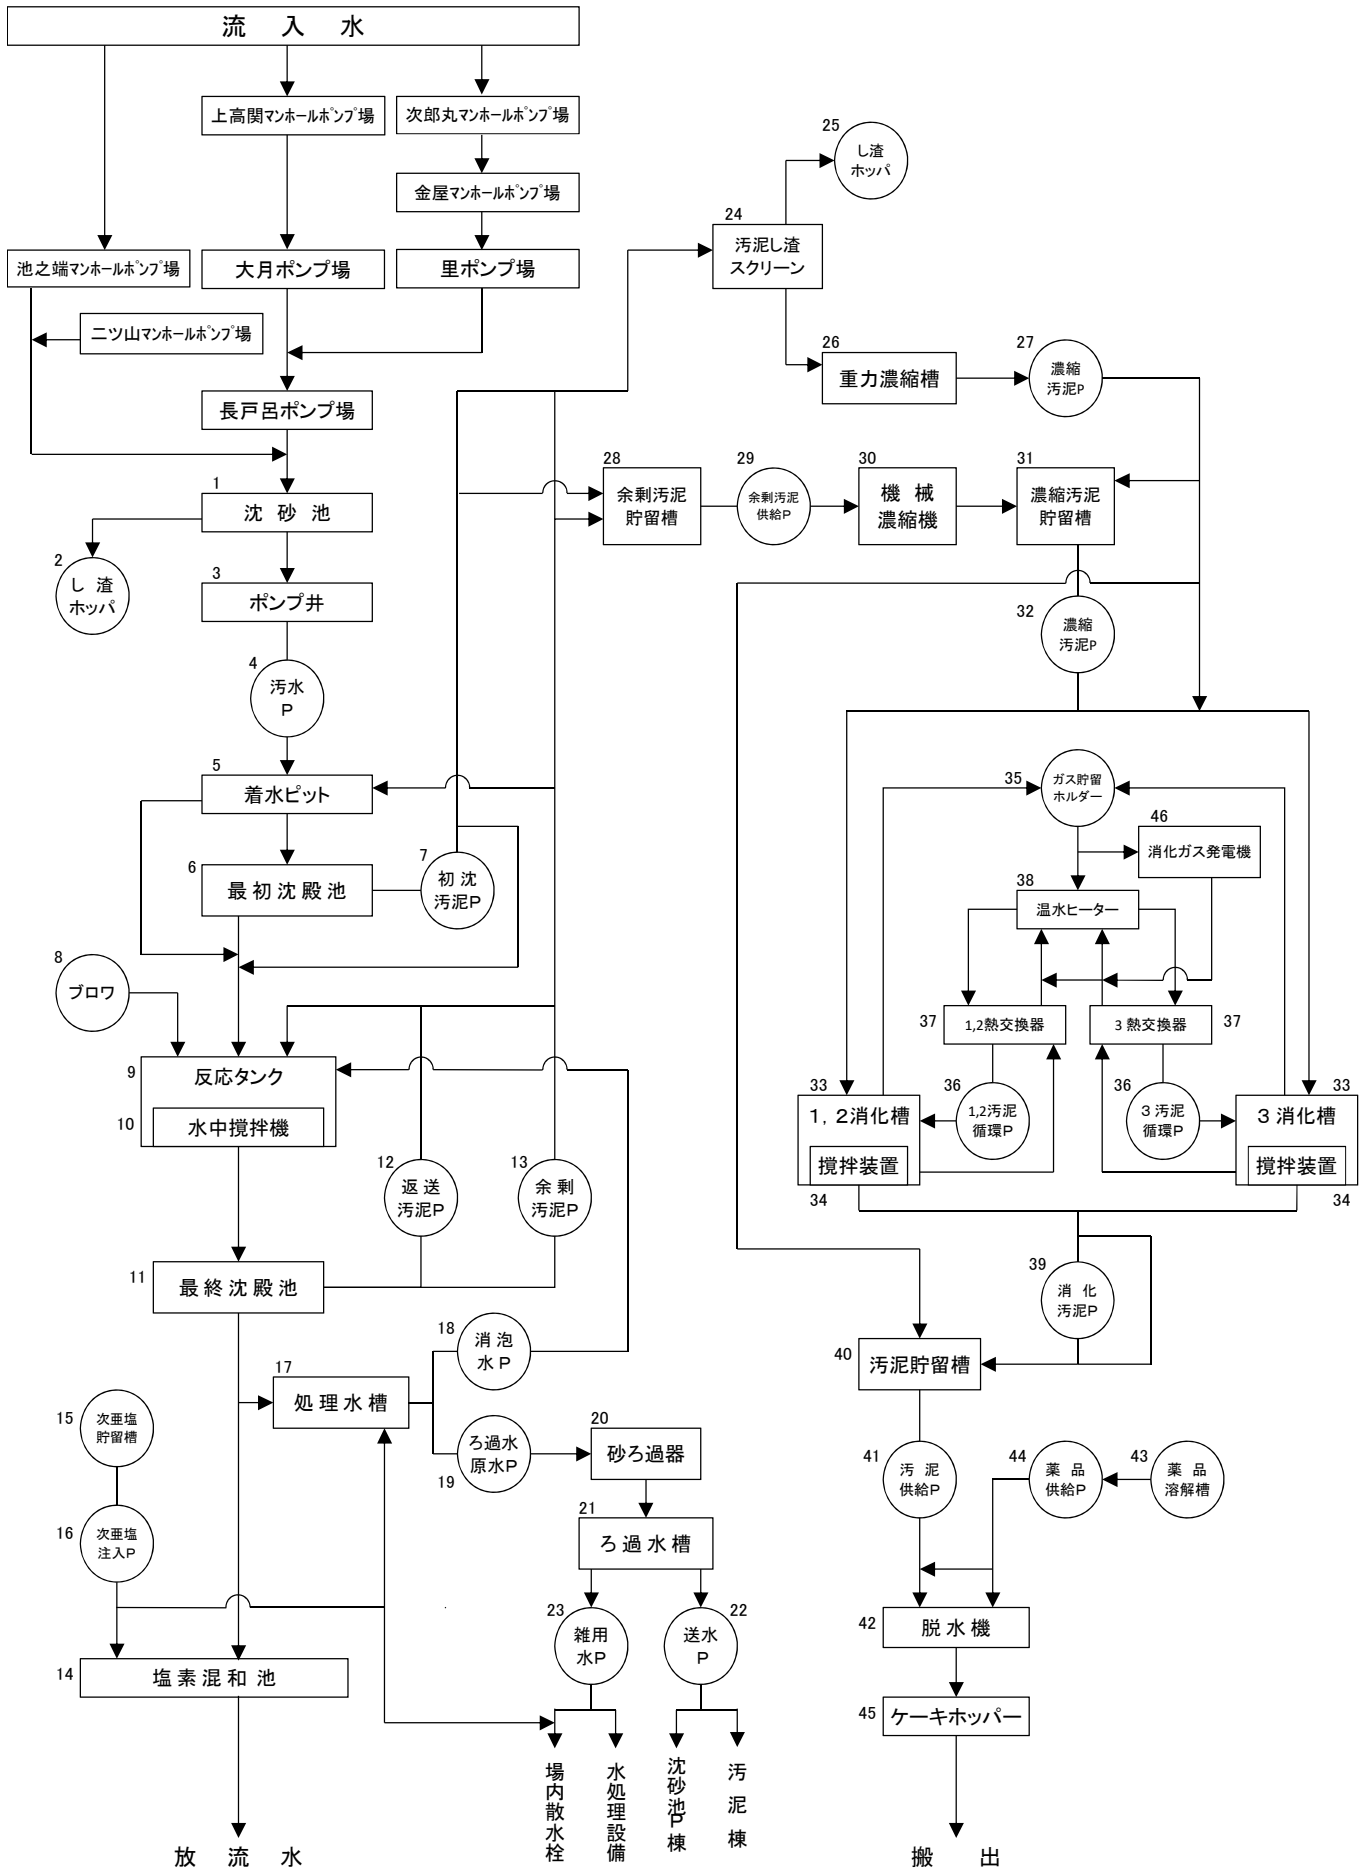 流入水
上高関マンホールポンプ場
次郎丸マンホールポンプ場
金屋マンホールポンプ場
池之端マンホールポンプ場
大月ポンプ場
里ポンプ場
二ツ山マンホールポンプ場
長戸呂ポンプ場
1
沈砂池
2
し渣
ホッパ
3
ポンプ井
4
汚水
P
5
着水ピット
6
最初沈殿池
7
初沈
汚泥P
8
ブロワ
9
反応タンク
10
水中撹拌機
11
最終沈殿池
12
返送
汚泥P
13
余剰
汚泥P
14
塩素混和池
15
次亜塩
貯留槽
16
次亜塩
注入P
17
処理水槽
18
消泡
水P
19
ろ過水
原水P
20
砂ろ過器
21
ろ過水槽
22
送水
P
23
雑用
水P
場内散水栓
水処理設備
沈砂池P棟
汚泥棟
放流水
24
汚泥し渣
スクリーン
25
し渣
ホッパ
26
重力濃縮槽
27
濃縮
汚泥P
28
余剰汚泥
貯留槽
29
余剰汚泥
供給P
30
機械
濃縮機
31
濃縮汚泥
貯留槽
32
濃縮
汚泥P
35
ガス貯留
ホルダー
46
消化ガス発電機
38
温水ヒーター
37
1,2熱交換器
3熱交換器
37
33
1，2消化槽
撹拌装置
34
36
1,2汚泥
循環P
36
3汚泥
循環P
33
3消化槽
撹拌装置
34
39
消化
汚泥P
40
汚泥貯留槽
41
汚泥
供給P
44
薬品
供給P
43
薬品
溶解槽
42
脱水機
45
ケーキホッパー
搬出